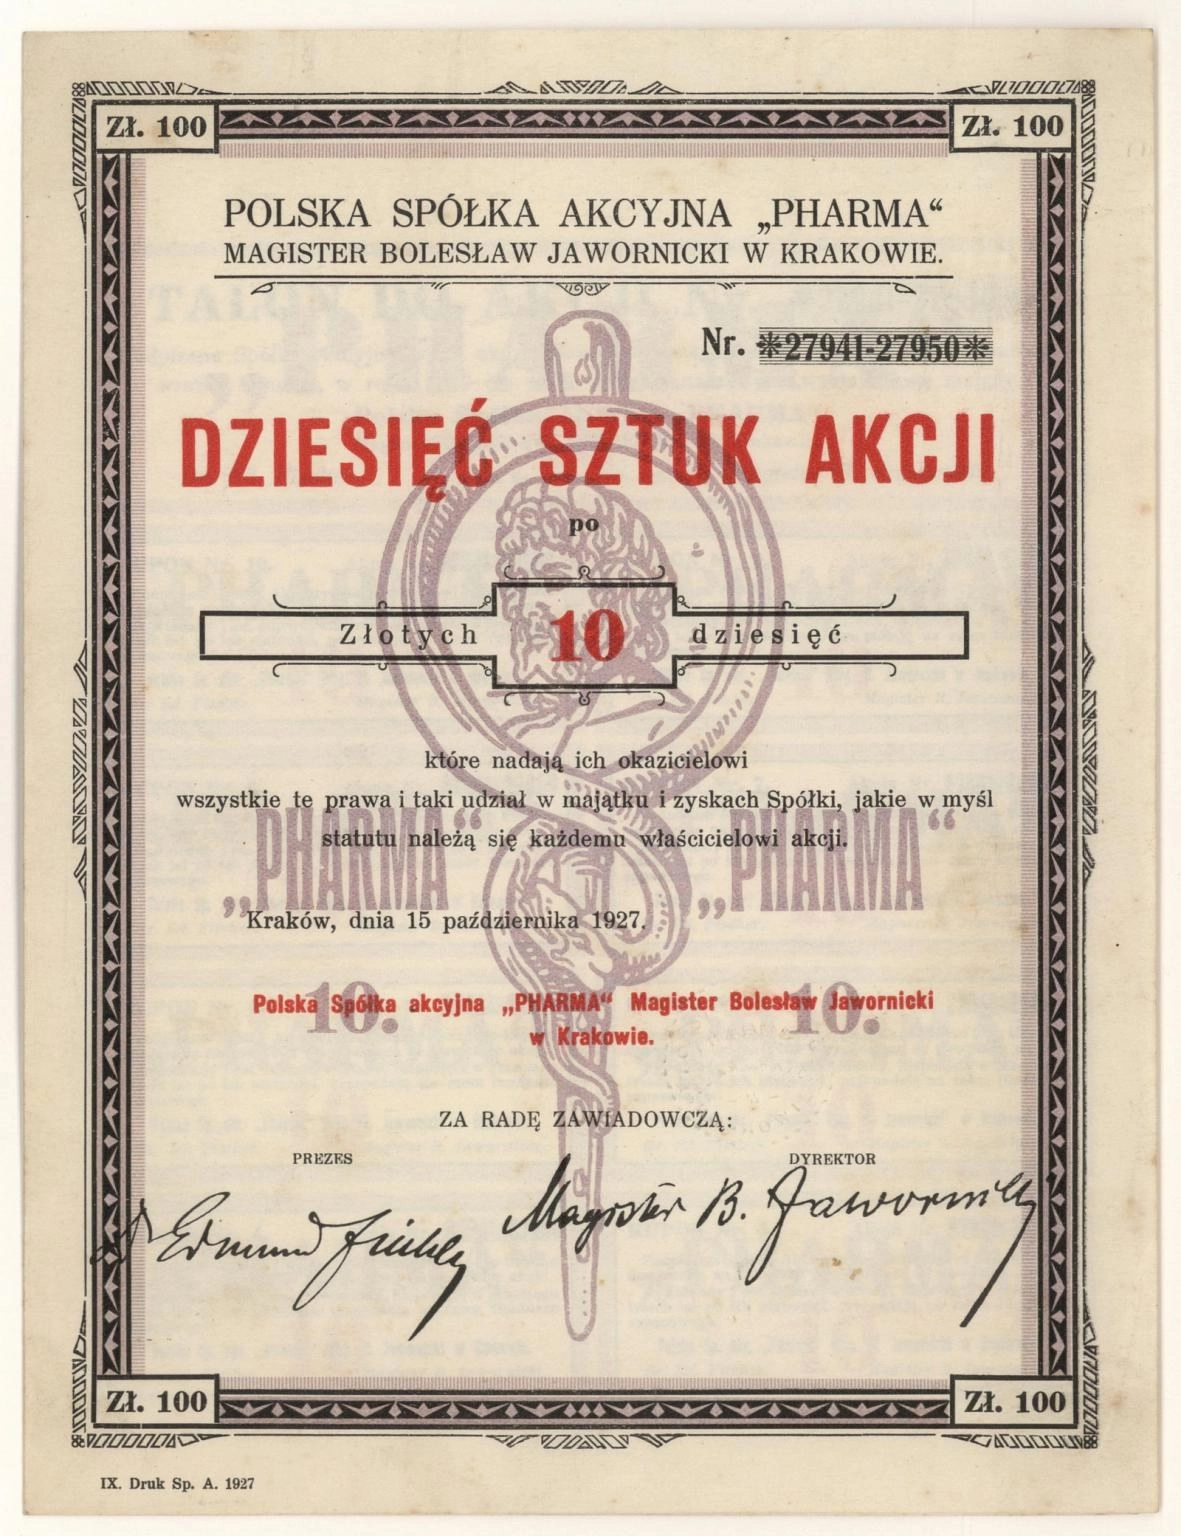 Zł. 100
Zł. 100
POLSKA SPÓŁKA AKCYJNA „PHARMA“
MAGISTER BOLESŁAW JAWORNICKI W KRAKOWIE.
Nr. *27941-27950*
DZIESIĘĆ SZTUK AKCJI
po
Złotych 10 dziesięć
które nadają ich okazicielowi
wszystkie te prawa i taki udział w majątku i zyskach Spółki, jakie w myśl
statutu należą się każdemu właścicielowi akcji.
„PHARMA“ „PHARMA“
Kraków, dnia 15 października 1927.
10. 10.
Polska Spółka akcyjna „PHARMA“ Magister Bolesław Jawornicki
w Krakowie.
ZA RADĘ ZAWIADOWCZĄ:
PREZES DYREKTOR
Dr Edmund Magister B. Jawornicki
Zł. 100
Zł. 100
IX. Druk Sp. A. 1927